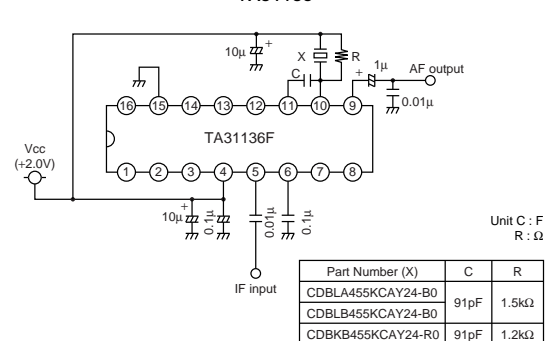 X
R
10μ
+
C
+
1μ
AF output
0.01μ
16 15 14 13 12 11 10 9
TA31136F
Vcc
(+2.0V)
1 2 3 4 5 6 7 8
10μ
+
0.1μ
0.01μ
0.1μ
IF input
Unit C : F
R : Ω
Part Number (X) C R
CDBLA455KCAY24-B0 91pF 1.5kΩ
CDBLB455KCAY24-B0
CDBKB455KCAY24-R0 91pF 1.2kΩ